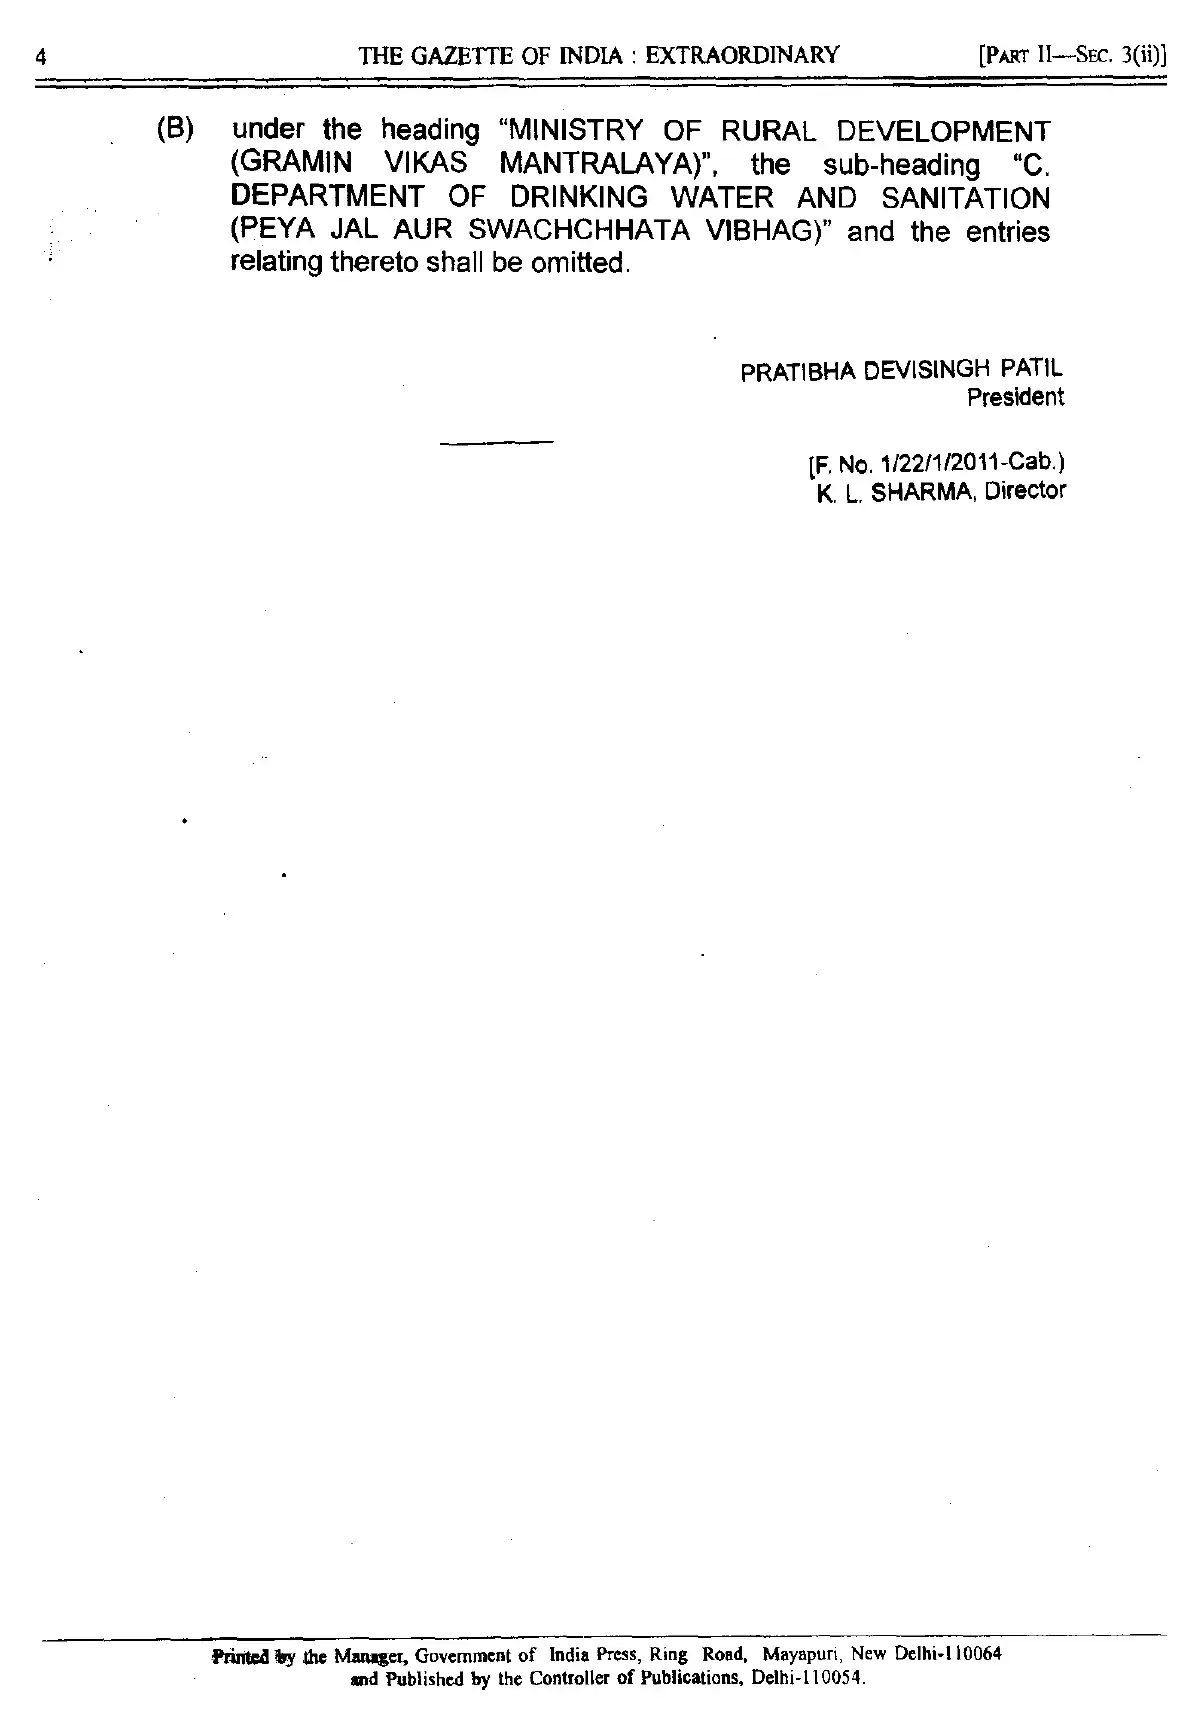 4 THE GAZETTE OF INDIA : EXTRAORDINARY [PART II—SEC. 3(ii)]
(B) under the heading “MINISTRY OF RURAL DEVELOPMENT
(GRAMIN VIKAS MANTRALAYA)”, the sub-heading “C.
DEPARTMENT OF DRINKING WATER AND SANITATION
(PEYA JAL AUR SWACHCHHATA VIBHAG)” and the entries
relating thereto shall be omitted.
PRATIBHA DEVISINGH PATIL
President
[F. No. 1/22/1/2011-Cab.)
K. L. SHARMA, Director
Printed by the Manager, Government of India Press, Ring Road, Mayapuri, New Delhi-110064
and Published by the Controller of Publications, Delhi-110054.